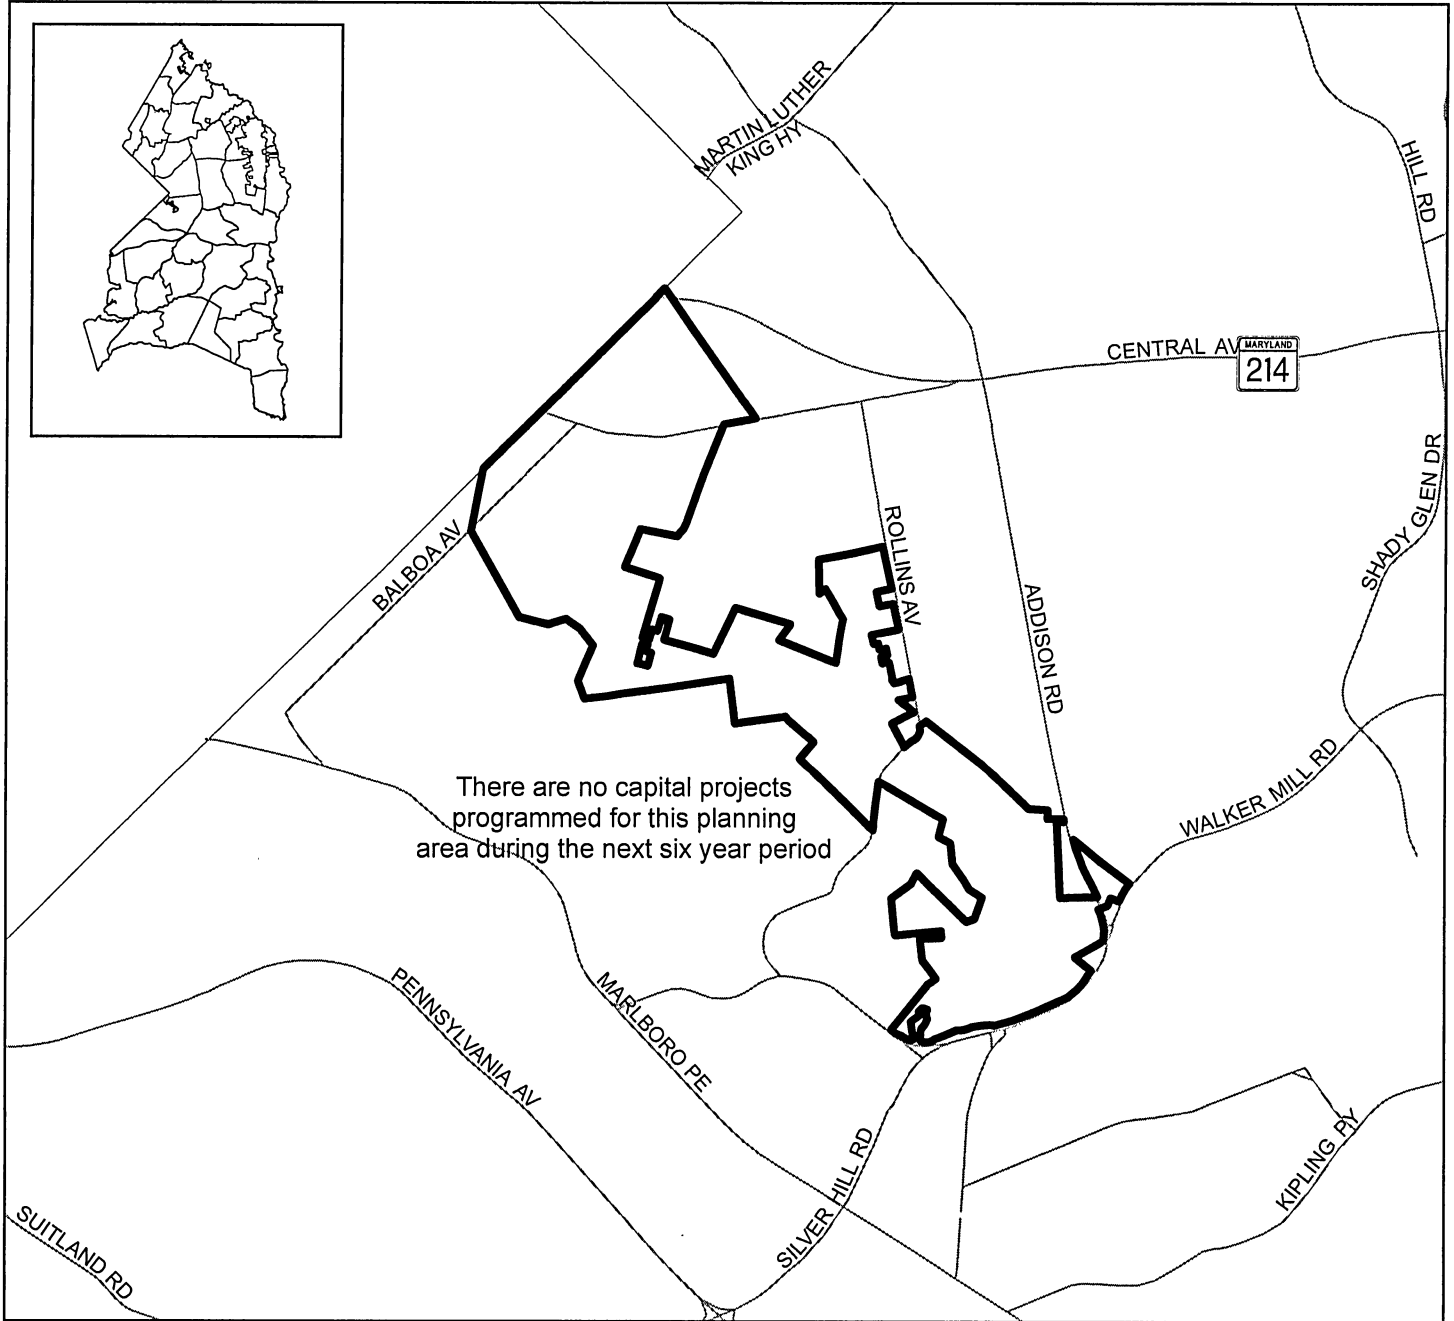 MARTIN LUTHER
KING HY
HILL RD
CENTRAL AV
MARYLAND
214
SHADY GLEN DR
BALBOA AV
ROLLINS AV
ADDISON RD
WALKER MILL RD
There are no capital projects
programmed for this planning
area during the next six year period
PENNSYLVANIA AV
MARLBORO PE
SILVER HILL RD
KIPLING PY
SUITLAND RD